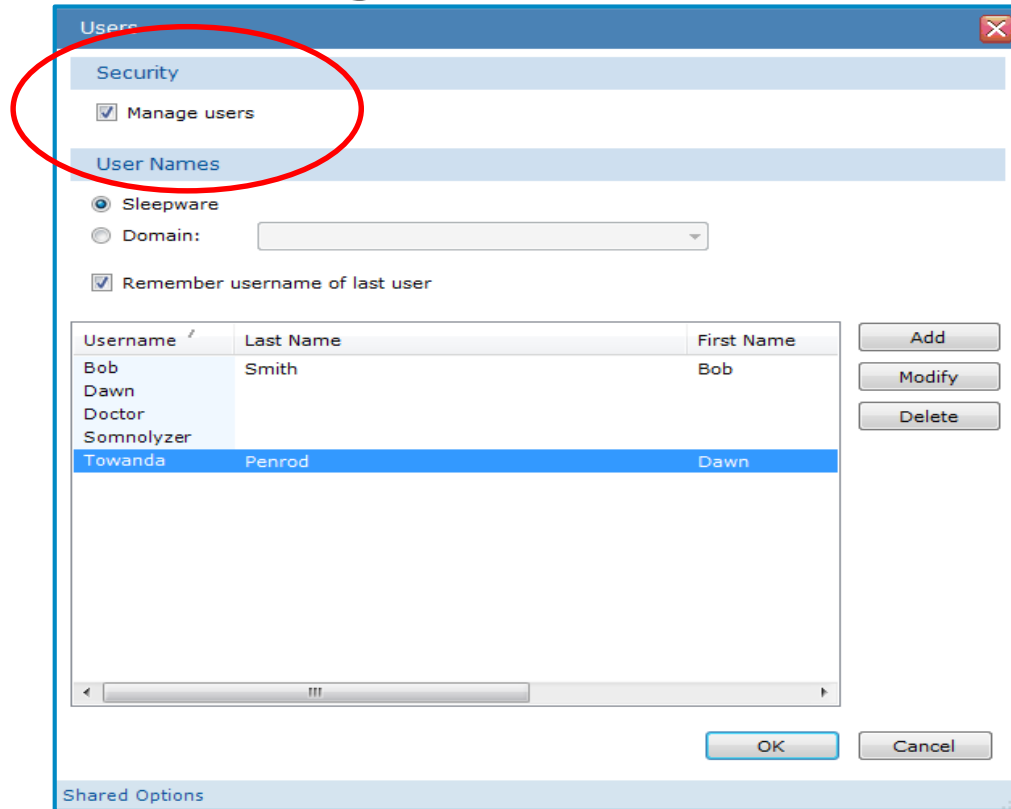 Users
Security
Manage users
User Names
Sleepware
Domain:
Remember username of last user
Username Last Name First Name
Bob Smith Bob
Dawn
Doctor
Somnolyzer
Towanda Penrod Dawn
Add
Modify
Delete
OK Cancel
Shared Options